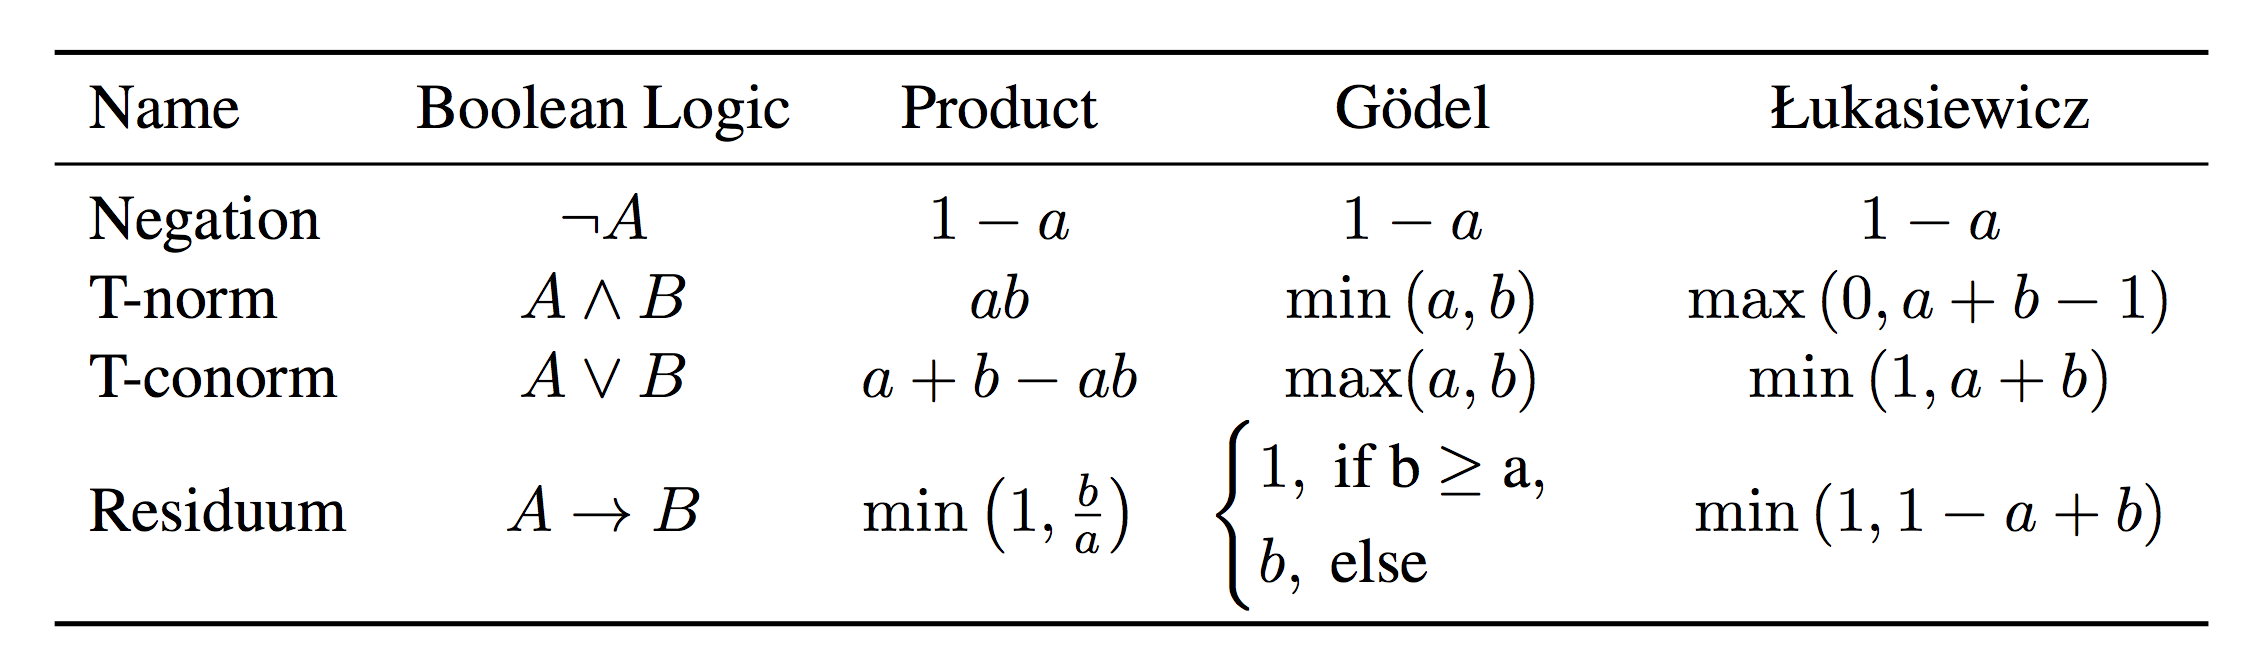 Name Boolean Logic Product Gödel Łukasiewicz
Negation ¬A 1 − a 1 − a 1 − a
T-norm A ∧ B ab min (a, b) max (0, a + b − 1)
T-conorm A ∨ B a + b − ab max(a, b) min (1, a + b)
Residuum A → B min (1, b/a) { 1, if b ≥ a, b, else min (1, 1 − a + b)